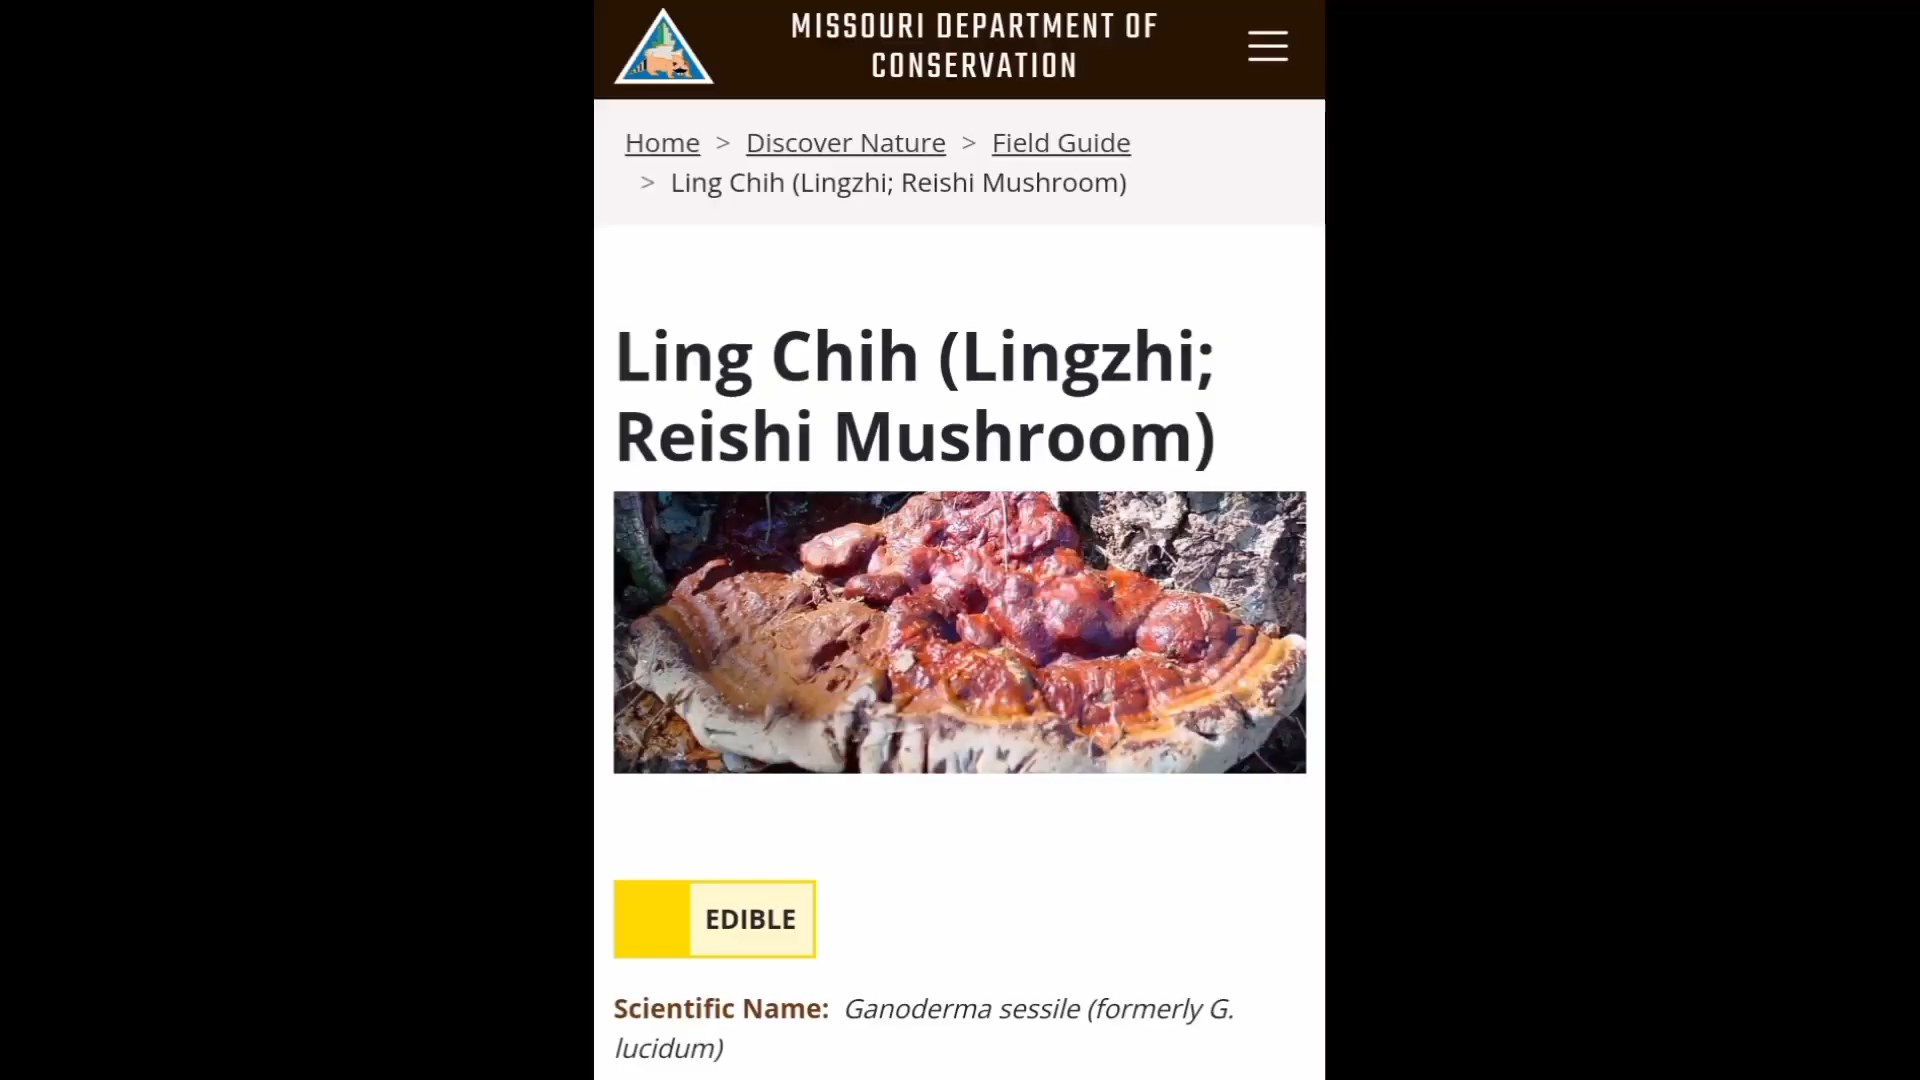 MISSOURI DEPARTMENT OF
CONSERVATION
Home > Discover Nature > Field Guide
> Ling Chih (Lingzhi; Reishi Mushroom)
Ling Chih (Lingzhi;
Reishi Mushroom)
EDIBLE
Scientific Name: Ganoderma sessile (formerly G.
lucidum)